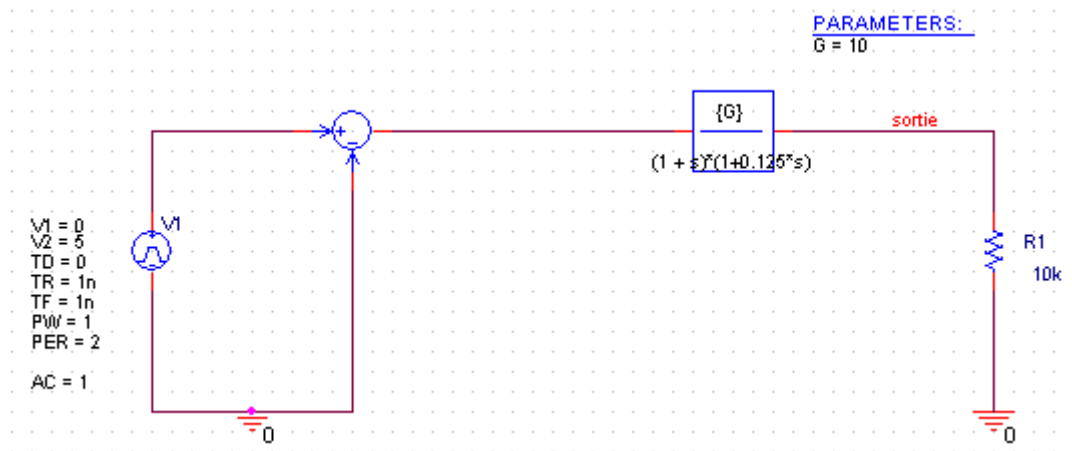 PARAMETERS:
G = 10
{G}
(1 + s)*(1+0.125*s)
sortie
+
-
V1
V1 = 0
V2 = 5
TD = 0
TR = 1n
TF = 1n
PW = 1
PER = 2
AC = 1
R1
10k
0
0